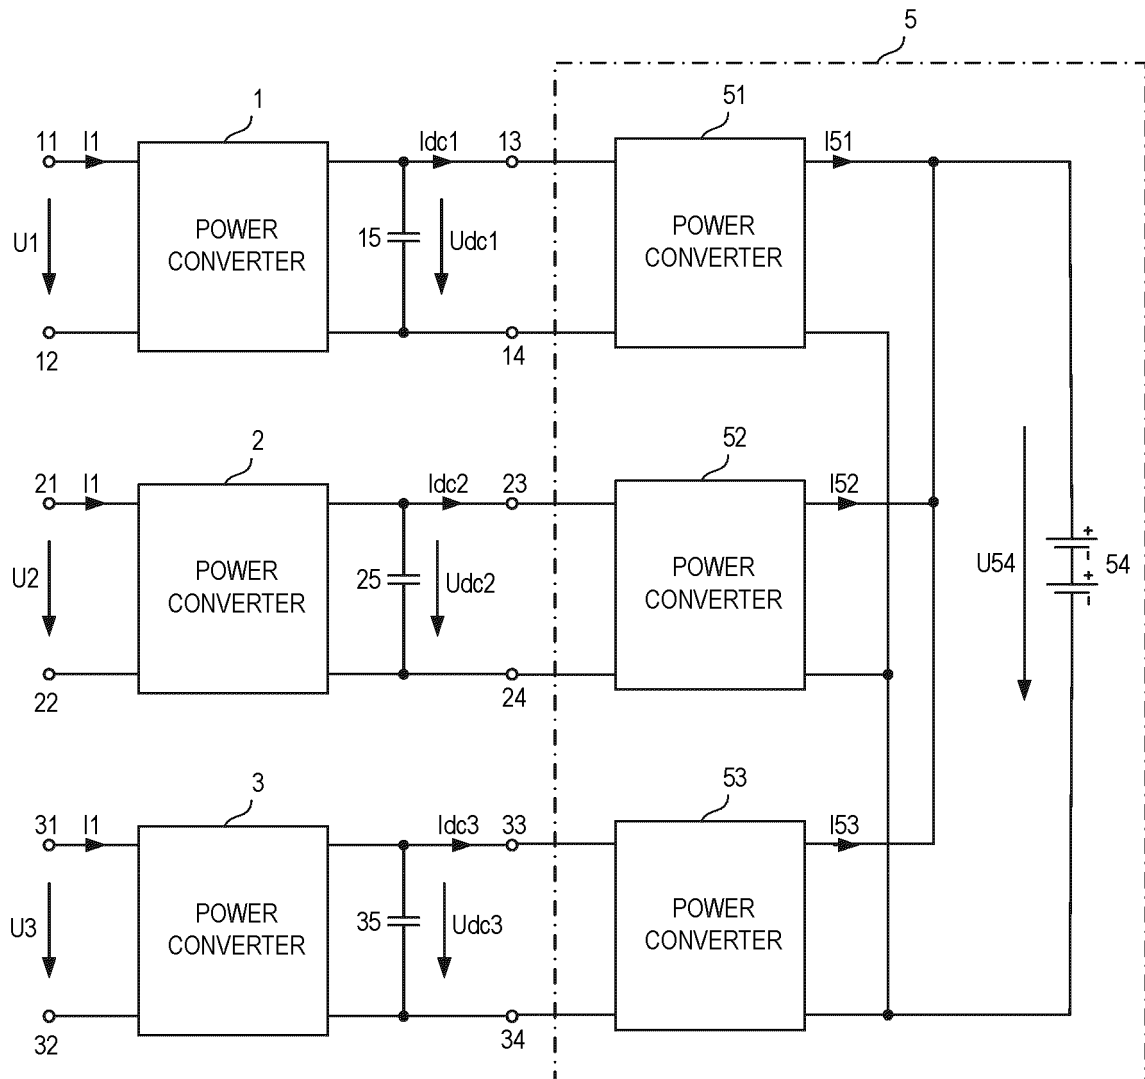 5
1
51
11 I1
Idc1 13
I51
U1
POWER
CONVERTER
15
Udc1
POWER
CONVERTER
12
14
2
52
21 I1
Idc2 23
I52
U2
POWER
CONVERTER
25
Udc2
POWER
CONVERTER
U54
+
-
+
-
54
22
24
3
53
31 I1
Idc3 33
I53
U3
POWER
CONVERTER
35
Udc3
POWER
CONVERTER
32
34